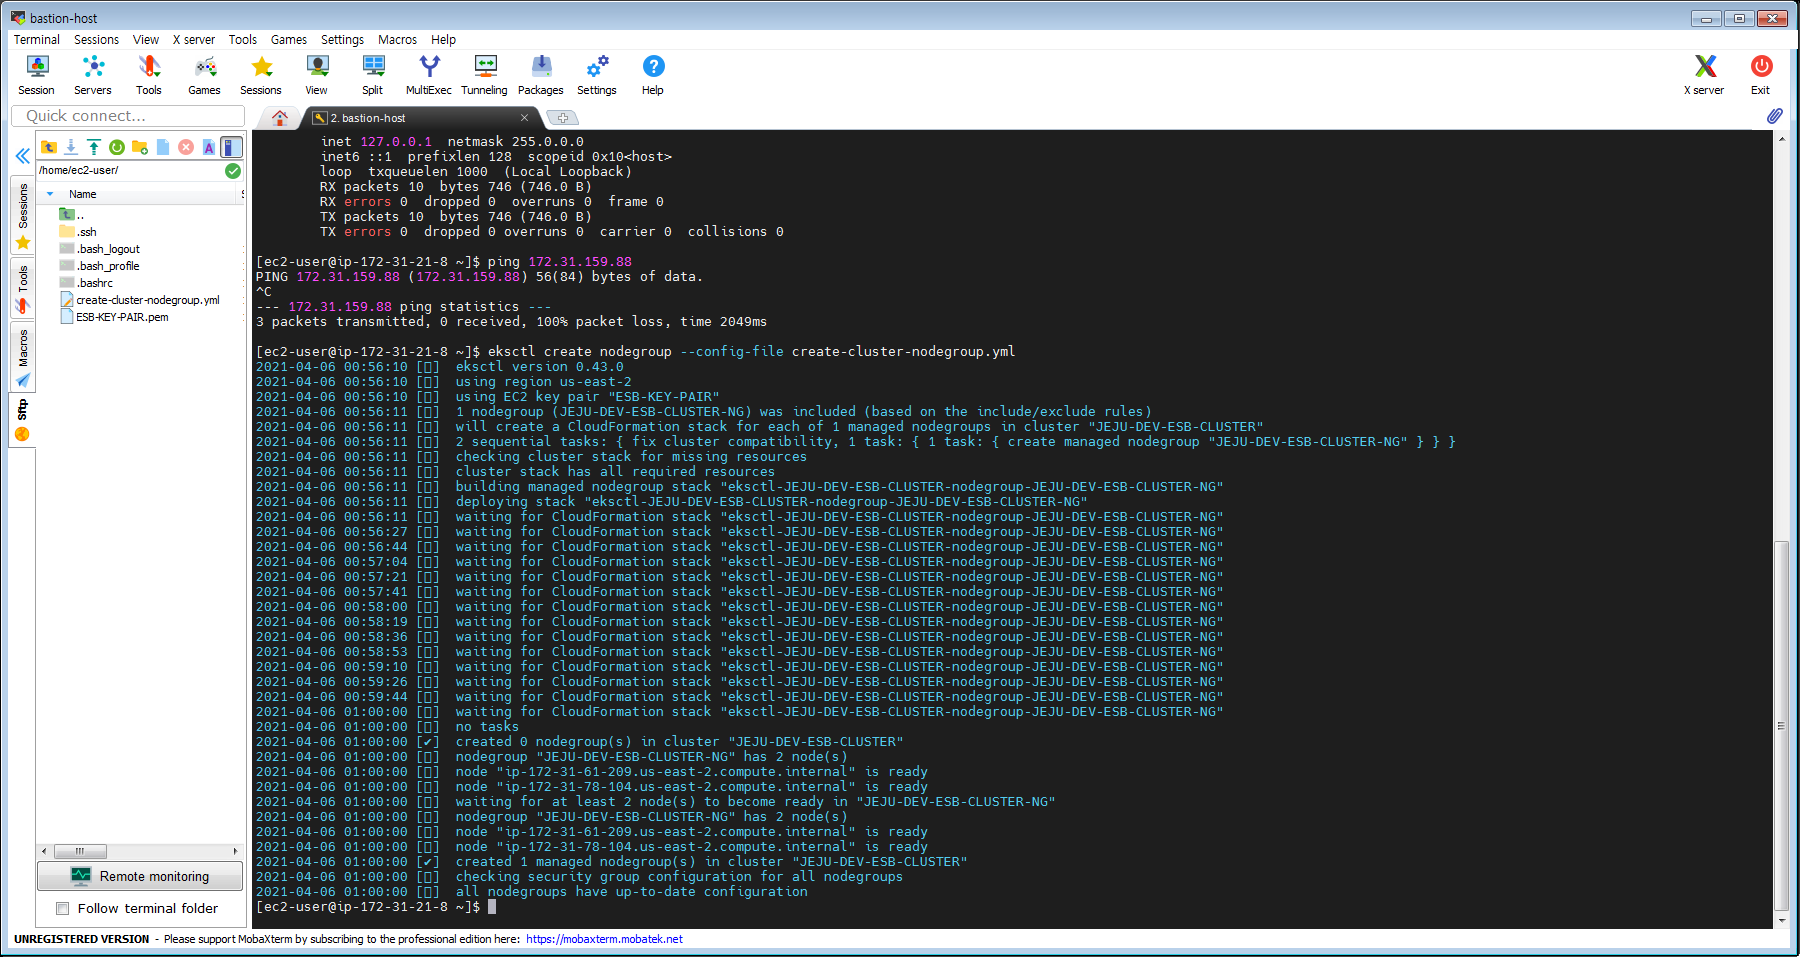 bastion-host
Terminal Sessions View X server Tools Games Settings Macros Help
Session Servers Tools Games Sessions View Split MultiExec Tunneling Packages Settings Help X server Exit
Quick connect...
2. bastion-host
/home/ec2-user/
Name
..
.ssh
.bash_logout
.bash_profile
.bashrc
create-cluster-nodegroup.yml
ESB-KEY-PAIR.pem
Sessions
Tools
Macros
Sftp
inet 127.0.0.1  netmask 255.0.0.0
inet6 ::1  prefixlen 128  scopeid 0x10<host>
loop  txqueuelen 1000  (Local Loopback)
RX packets 10  bytes 746 (746.0 B)
RX errors 0  dropped 0  overruns 0  frame 0
TX packets 10  bytes 746 (746.0 B)
TX errors 0  dropped 0 overruns 0  carrier 0  collisions 0
[ec2-user@ip-172-31-21-8 ~]$ ping 172.31.159.88
PING 172.31.159.88 (172.31.159.88) 56(84) bytes of data.
^C
--- 172.31.159.88 ping statistics ---
3 packets transmitted, 0 received, 100% packet loss, time 2049ms
[ec2-user@ip-172-31-21-8 ~]$ eksctl create nodegroup --config-file create-cluster-nodegroup.yml
2021-04-06 00:56:10 [▯]  eksctl version 0.43.0
2021-04-06 00:56:10 [▯]  using region us-east-2
2021-04-06 00:56:10 [▯]  using EC2 key pair "ESB-KEY-PAIR"
2021-04-06 00:56:11 [▯]  1 nodegroup (JEJU-DEV-ESB-CLUSTER-NG) was included (based on the include/exclude rules)
2021-04-06 00:56:11 [▯]  will create a CloudFormation stack for each of 1 managed nodegroups in cluster "JEJU-DEV-ESB-CLUSTER"
2021-04-06 00:56:11 [▯]  2 sequential tasks: { fix cluster compatibility, 1 task: { 1 task: { create managed nodegroup "JEJU-DEV-ESB-CLUSTER-NG" } } }
2021-04-06 00:56:11 [▯]  checking cluster stack for missing resources
2021-04-06 00:56:11 [▯]  cluster stack has all required resources
2021-04-06 00:56:11 [▯]  building managed nodegroup stack "eksctl-JEJU-DEV-ESB-CLUSTER-nodegroup-JEJU-DEV-ESB-CLUSTER-NG"
2021-04-06 00:56:11 [▯]  deploying stack "eksctl-JEJU-DEV-ESB-CLUSTER-nodegroup-JEJU-DEV-ESB-CLUSTER-NG"
2021-04-06 00:56:11 [▯]  waiting for CloudFormation stack "eksctl-JEJU-DEV-ESB-CLUSTER-nodegroup-JEJU-DEV-ESB-CLUSTER-NG"
2021-04-06 00:56:27 [▯]  waiting for CloudFormation stack "eksctl-JEJU-DEV-ESB-CLUSTER-nodegroup-JEJU-DEV-ESB-CLUSTER-NG"
2021-04-06 00:56:44 [▯]  waiting for CloudFormation stack "eksctl-JEJU-DEV-ESB-CLUSTER-nodegroup-JEJU-DEV-ESB-CLUSTER-NG"
2021-04-06 00:57:04 [▯]  waiting for CloudFormation stack "eksctl-JEJU-DEV-ESB-CLUSTER-nodegroup-JEJU-DEV-ESB-CLUSTER-NG"
2021-04-06 00:57:21 [▯]  waiting for CloudFormation stack "eksctl-JEJU-DEV-ESB-CLUSTER-nodegroup-JEJU-DEV-ESB-CLUSTER-NG"
2021-04-06 00:57:41 [▯]  waiting for CloudFormation stack "eksctl-JEJU-DEV-ESB-CLUSTER-nodegroup-JEJU-DEV-ESB-CLUSTER-NG"
2021-04-06 00:58:00 [▯]  waiting for CloudFormation stack "eksctl-JEJU-DEV-ESB-CLUSTER-nodegroup-JEJU-DEV-ESB-CLUSTER-NG"
2021-04-06 00:58:19 [▯]  waiting for CloudFormation stack "eksctl-JEJU-DEV-ESB-CLUSTER-nodegroup-JEJU-DEV-ESB-CLUSTER-NG"
2021-04-06 00:58:36 [▯]  waiting for CloudFormation stack "eksctl-JEJU-DEV-ESB-CLUSTER-nodegroup-JEJU-DEV-ESB-CLUSTER-NG"
2021-04-06 00:58:53 [▯]  waiting for CloudFormation stack "eksctl-JEJU-DEV-ESB-CLUSTER-nodegroup-JEJU-DEV-ESB-CLUSTER-NG"
2021-04-06 00:59:10 [▯]  waiting for CloudFormation stack "eksctl-JEJU-DEV-ESB-CLUSTER-nodegroup-JEJU-DEV-ESB-CLUSTER-NG"
2021-04-06 00:59:26 [▯]  waiting for CloudFormation stack "eksctl-JEJU-DEV-ESB-CLUSTER-nodegroup-JEJU-DEV-ESB-CLUSTER-NG"
2021-04-06 00:59:44 [▯]  waiting for CloudFormation stack "eksctl-JEJU-DEV-ESB-CLUSTER-nodegroup-JEJU-DEV-ESB-CLUSTER-NG"
2021-04-06 01:00:00 [▯]  waiting for CloudFormation stack "eksctl-JEJU-DEV-ESB-CLUSTER-nodegroup-JEJU-DEV-ESB-CLUSTER-NG"
2021-04-06 01:00:00 [▯]  no tasks
2021-04-06 01:00:00 [✔]  created 0 nodegroup(s) in cluster "JEJU-DEV-ESB-CLUSTER"
2021-04-06 01:00:00 [▯]  nodegroup "JEJU-DEV-ESB-CLUSTER-NG" has 2 node(s)
2021-04-06 01:00:00 [▯]  node "ip-172-31-61-209.us-east-2.compute.internal" is ready
2021-04-06 01:00:00 [▯]  node "ip-172-31-78-104.us-east-2.compute.internal" is ready
2021-04-06 01:00:00 [▯]  waiting for at least 2 node(s) to become ready in "JEJU-DEV-ESB-CLUSTER-NG"
2021-04-06 01:00:00 [▯]  nodegroup "JEJU-DEV-ESB-CLUSTER-NG" has 2 node(s)
2021-04-06 01:00:00 [▯]  node "ip-172-31-61-209.us-east-2.compute.internal" is ready
2021-04-06 01:00:00 [▯]  node "ip-172-31-78-104.us-east-2.compute.internal" is ready
2021-04-06 01:00:00 [✔]  created 1 managed nodegroup(s) in cluster "JEJU-DEV-ESB-CLUSTER"
2021-04-06 01:00:00 [▯]  checking security group configuration for all nodegroups
2021-04-06 01:00:00 [▯]  all nodegroups have up-to-date configuration
[ec2-user@ip-172-31-21-8 ~]$
Remote monitoring
Follow terminal folder
UNREGISTERED VERSION - Please support MobaXterm by subscribing to the professional edition here: https://mobaxterm.mobatek.net